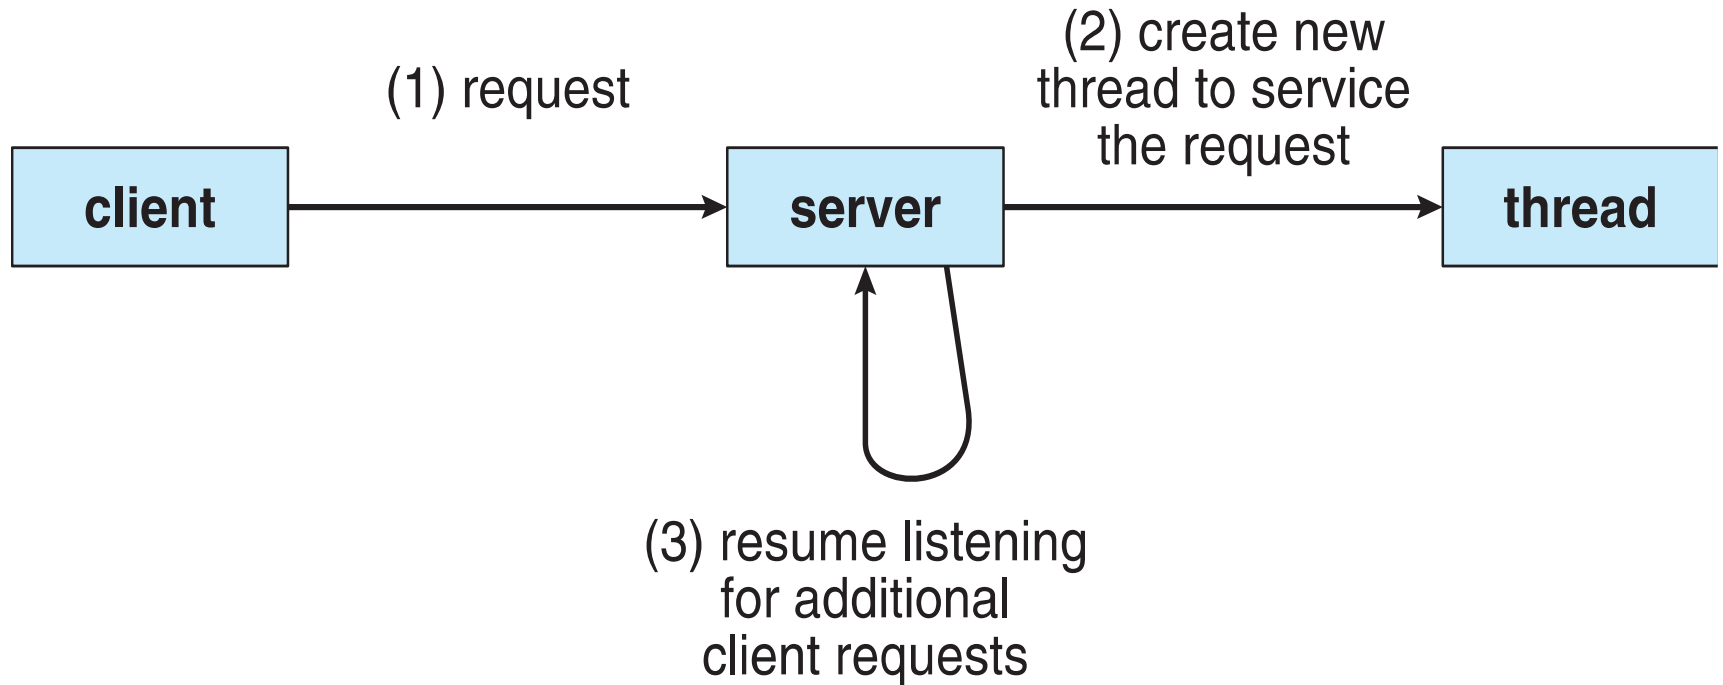 (1) request
(2) create new
thread to service
the request
client
server
thread
(3) resume listening
for additional
client requests